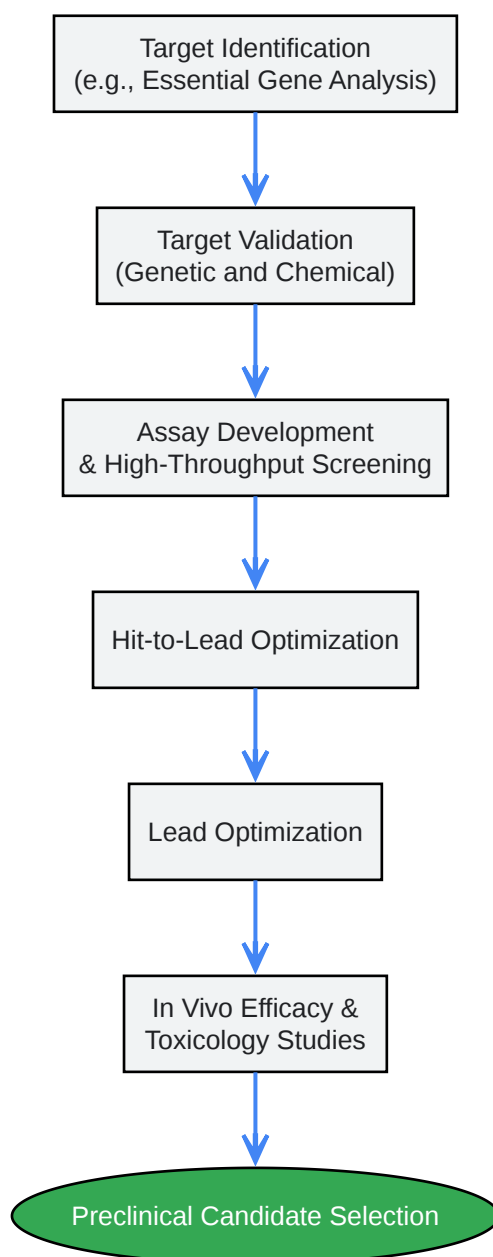 Target Identification
(e.g., Essential Gene Analysis)
Target Validation
(Genetic and Chemical)
Assay Development
& High-Throughput Screening
Hit-to-Lead Optimization
Lead Optimization
In Vivo Efficacy &
Toxicology Studies
Preclinical Candidate Selection